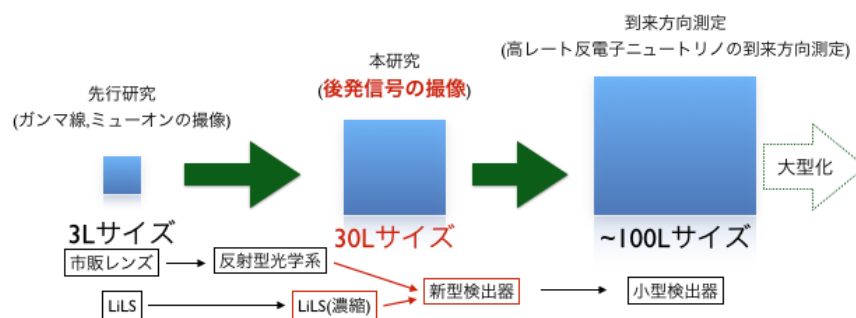 先行研究
(ガンマ線,ミューオンの撮像)
3Lサイズ
本研究
(後発信号の撮像)
30Lサイズ
到来方向測定
(高レート反電子ニュートリノの到来方向測定)
~100Lサイズ
大型化
市販レンズ
反射型光学系
新型検出器
小型検出器
LiLS
LiLS(濃縮)